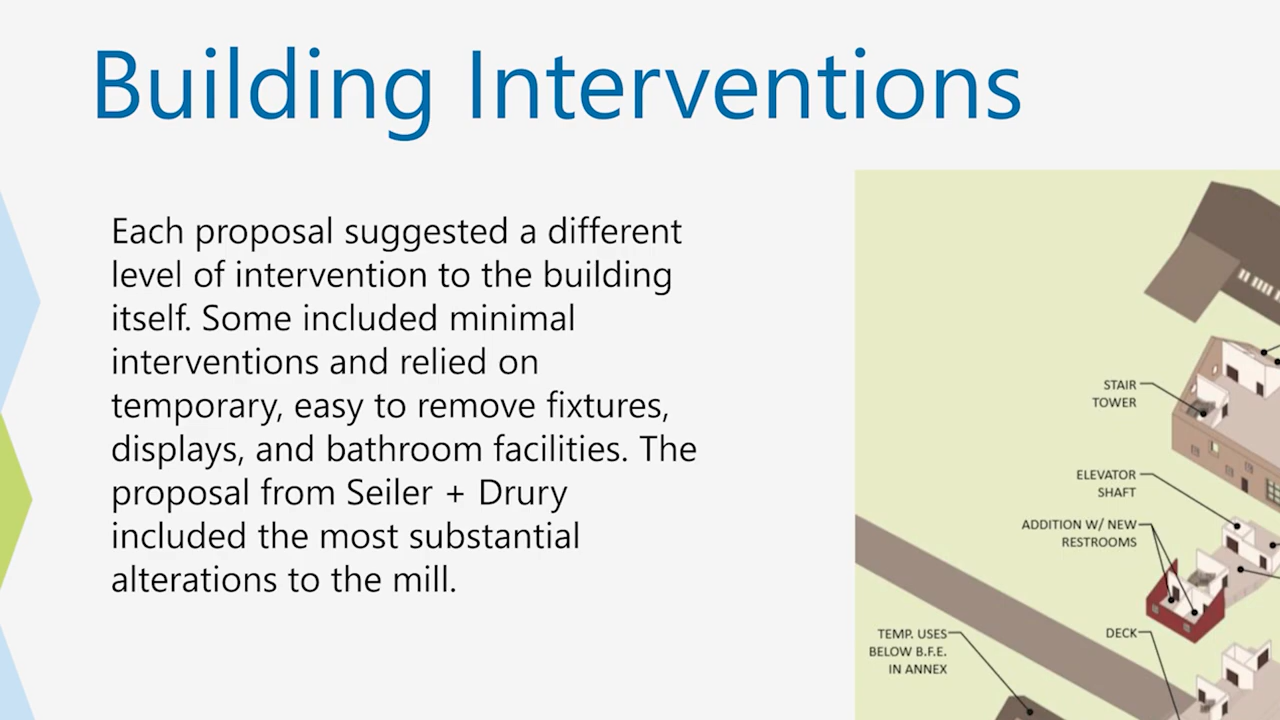 Building Interventions
Each proposal suggested a different
level of intervention to the building
itself. Some included minimal
interventions and relied on
temporary, easy to remove fixtures,
displays, and bathroom facilities. The
proposal from Seiler + Drury
included the most substantial
alterations to the mill.
STAIR
TOWER
ELEVATOR
SHAFT
ADDITION W/ NEW
RESTROOMS
DECK
TEMP. USES
BELOW B.F.E.
IN ANNEX